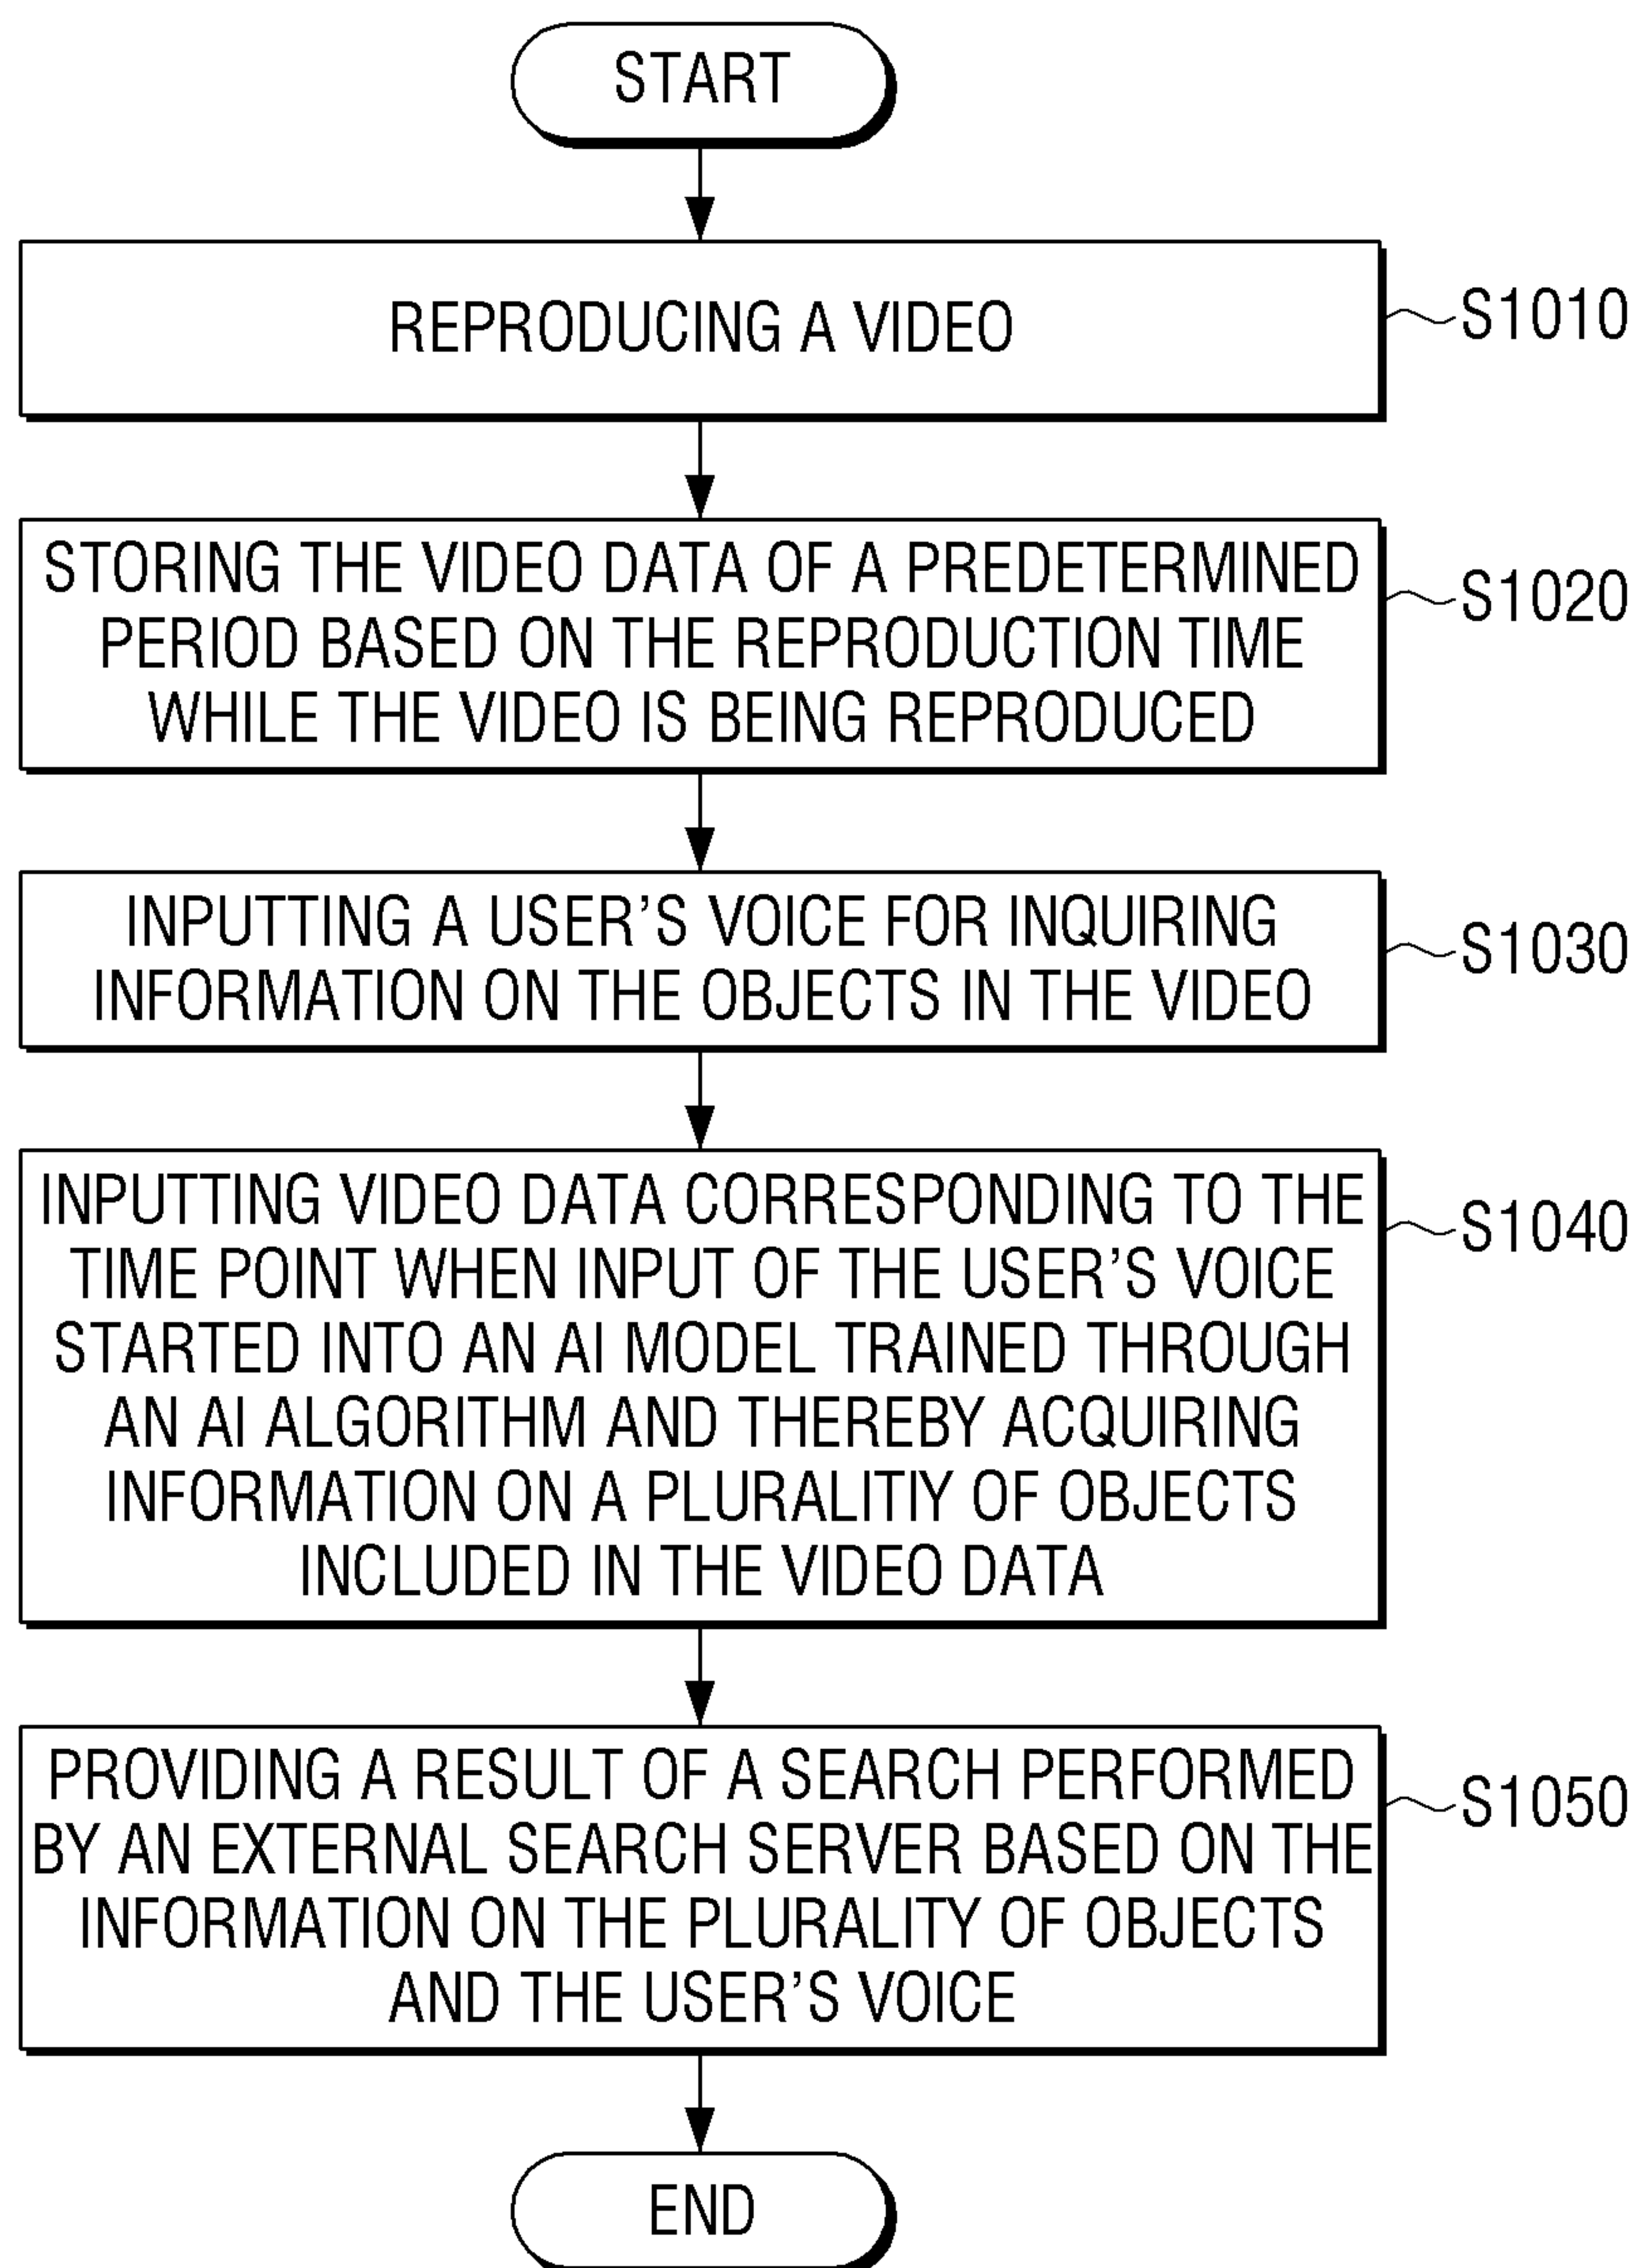 START
REPRODUCING A VIDEO
S1010
STORING THE VIDEO DATA OF A PREDETERMINED
PERIOD BASED ON THE REPRODUCTION TIME
WHILE THE VIDEO IS BEING REPRODUCED
S1020
INPUTTING A USER'S VOICE FOR INQUIRING
INFORMATION ON THE OBJECTS IN THE VIDEO
S1030
INPUTTING VIDEO DATA CORRESPONDING TO THE
TIME POINT WHEN INPUT OF THE USER'S VOICE
STARTED INTO AN AI MODEL TRAINED THROUGH
AN AI ALGORITHM AND THEREBY ACQUIRING
INFORMATION ON A PLURALITIY OF OBJECTS
INCLUDED IN THE VIDEO DATA
S1040
PROVIDING A RESULT OF A SEARCH PERFORMED
BY AN EXTERNAL SEARCH SERVER BASED ON THE
INFORMATION ON THE PLURALITY OF OBJECTS
AND THE USER'S VOICE
S1050
END